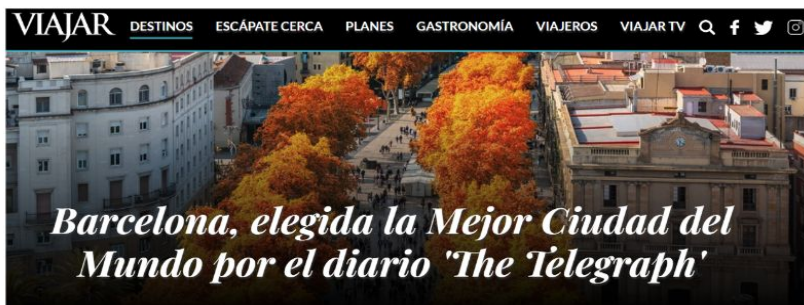 VIAJAR DESTINOS ESCÁPATE CERCA PLANES GASTRONOMÍA VIAJEROS VIAJAR TV
Barcelona, elegida la Mejor Ciudad del
Mundo por el diario 'The Telegraph'